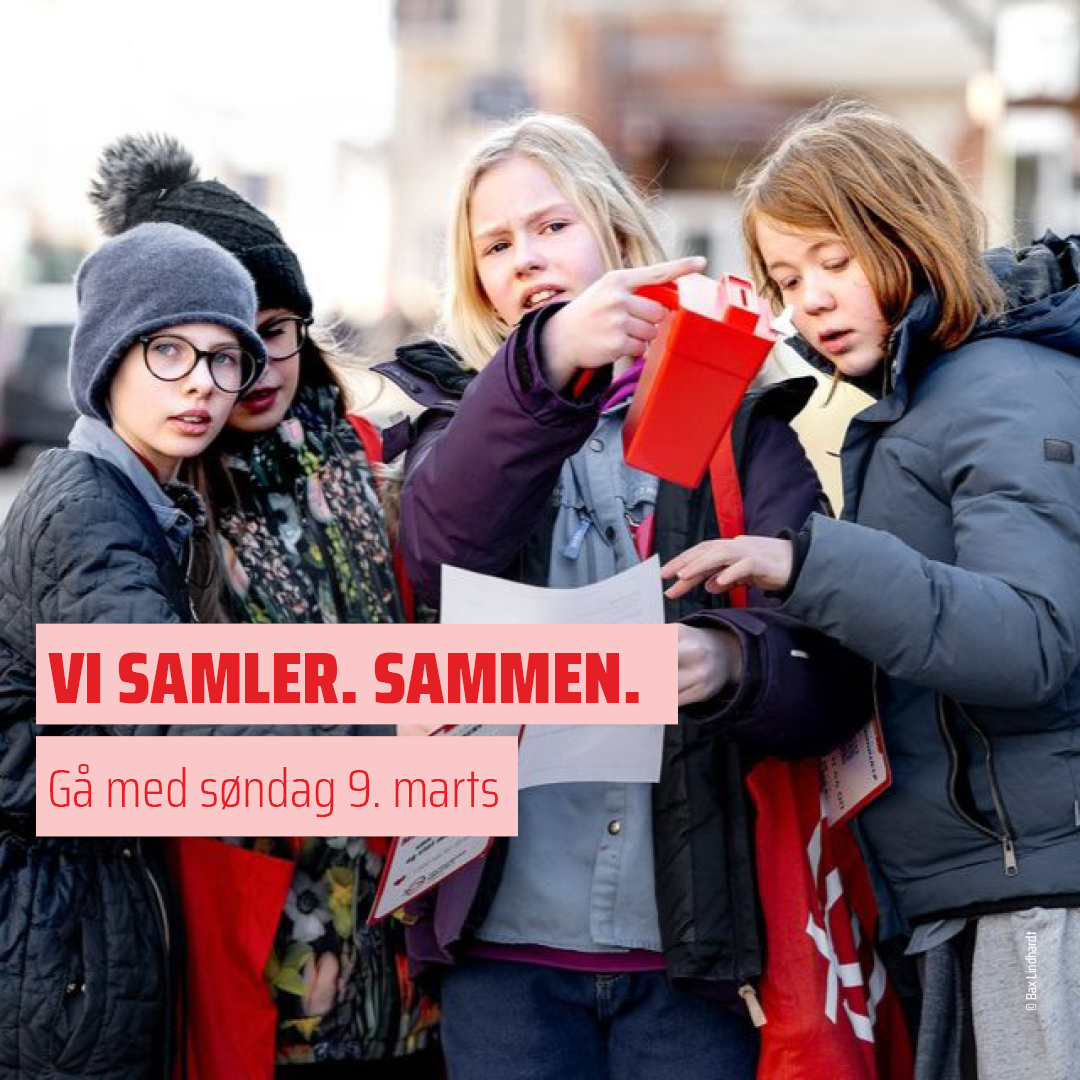 VI SAMLER. SAMMEN.
Gå med søndag 9. marts
© Bax Lindhardt